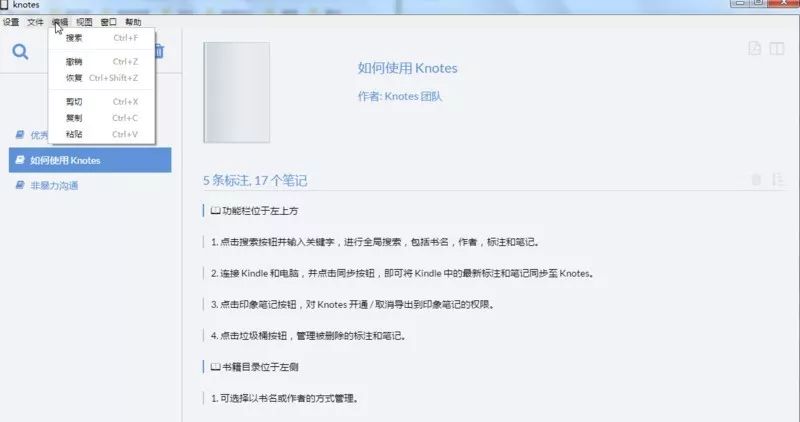 knotes
设置 文件 编辑 视图 窗口 帮助
搜索 Ctrl+F
撤销 Ctrl+Z
恢复 Ctrl+Shift+Z
剪切 Ctrl+X
复制 Ctrl+C
粘贴 Ctrl+V
优秀
如何使用 Knotes
非暴力沟通
如何使用 Knotes
作者: Knotes 团队
5 条标注, 17 个笔记
功能栏位于左上方
1. 点击搜索按钮并输入关键字，进行全局搜索，包括书名，作者，标注和笔记。
2. 连接 Kindle 和电脑，并点击同步按钮，即可将 Kindle 中的最新标注和笔记同步至 Knotes。
3. 点击印象笔记按钮，对 Knotes 开通 / 取消导出到印象笔记的权限。
4. 点击垃圾桶按钮，管理被删除的标注和笔记。
书籍目录位于左侧
1. 可选择以书名或作者的方式管理。